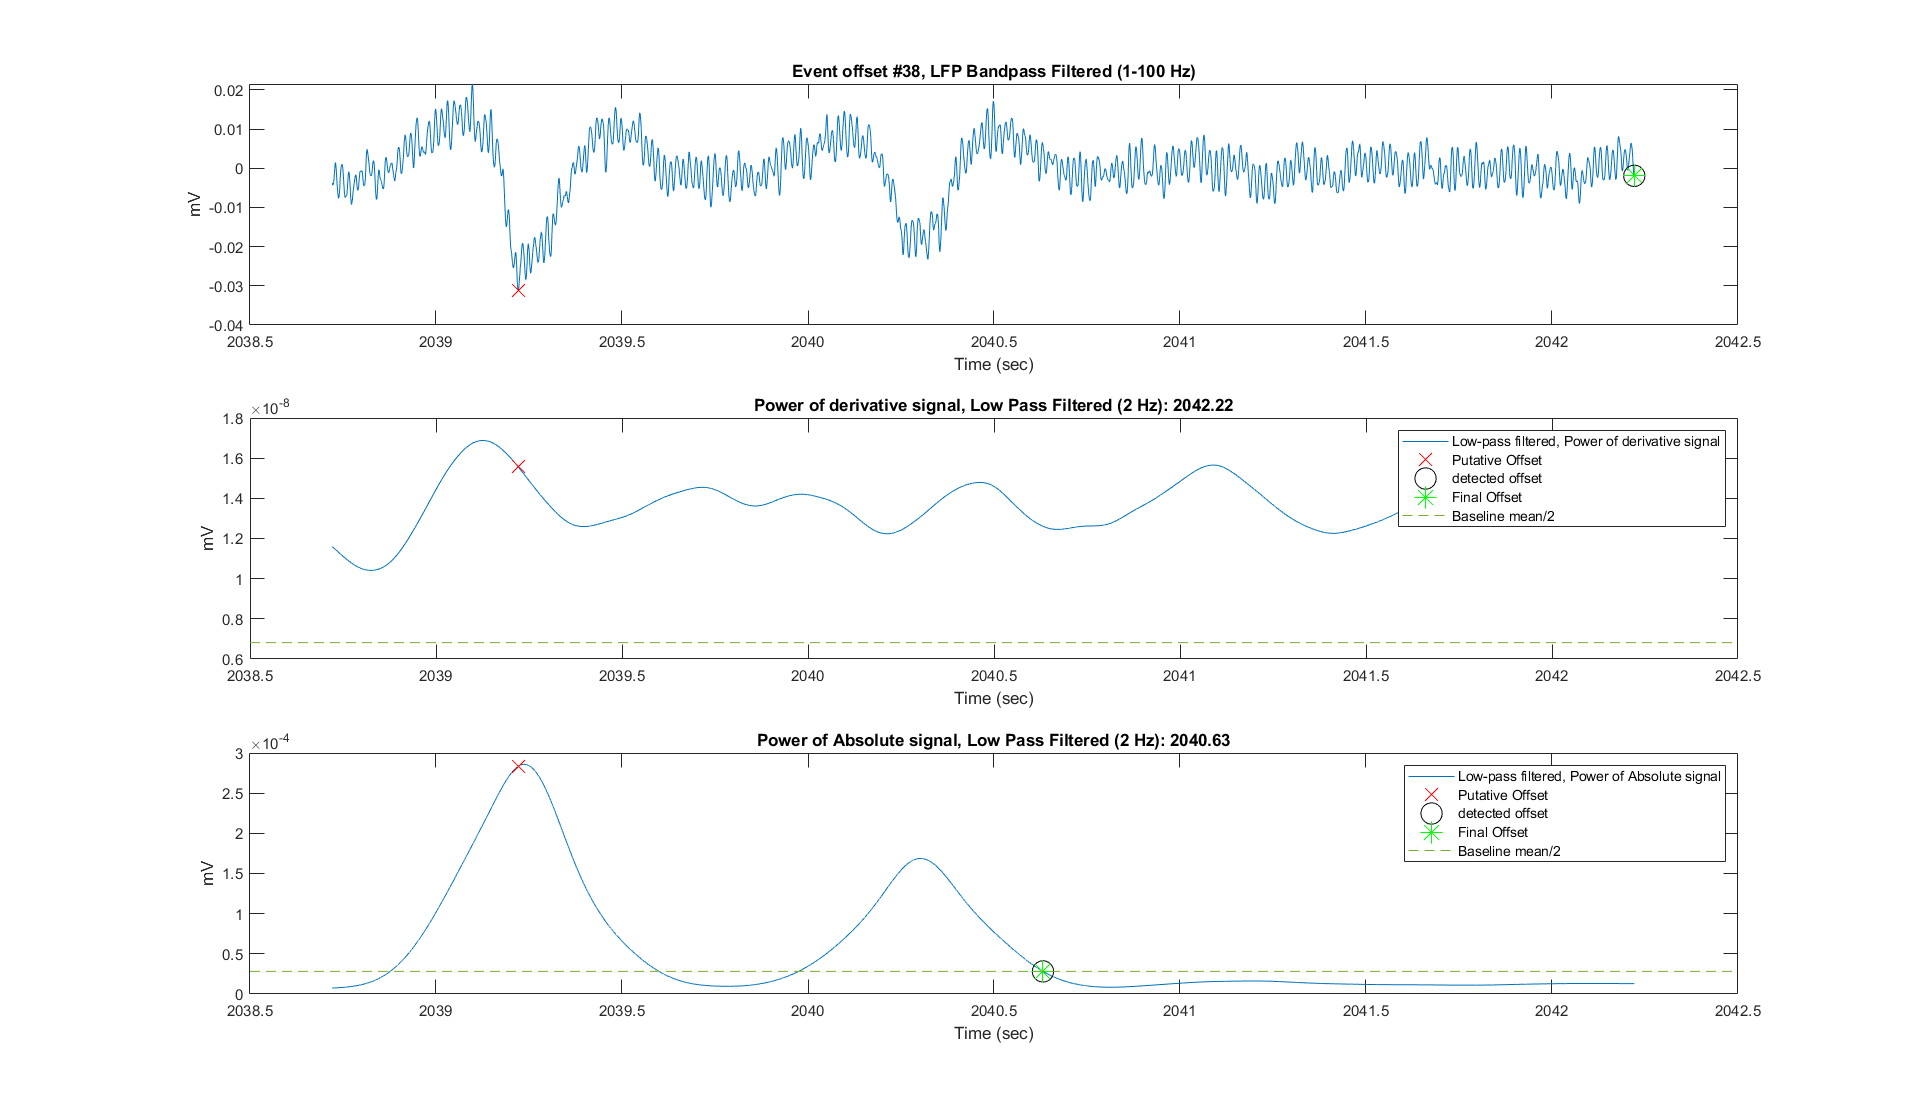 Event offset #38, LFP Bandpass Filtered (1-100 Hz)
0.02
0.01
0
-0.01
-0.02
-0.03
-0.04
mV
2038.5 2039 2039.5 2040 2040.5 2041 2041.5 2042 2042.5
Time (sec)
Power of derivative signal, Low Pass Filtered (2 Hz): 2042.22
×10^-8
1.8
1.6
1.4
1.2
1
0.8
0.6
mV
Low-pass filtered, Power of derivative signal
Putative Offset
detected offset
Final Offset
Baseline mean/2
2038.5 2039 2039.5 2040 2040.5 2041 2041.5 2042 2042.5
Time (sec)
Power of Absolute signal, Low Pass Filtered (2 Hz): 2040.63
×10^-4
3
2.5
2
1.5
1
0.5
0
mV
Low-pass filtered, Power of Absolute signal
Putative Offset
detected offset
Final Offset
Baseline mean/2
2038.5 2039 2039.5 2040 2040.5 2041 2041.5 2042 2042.5
Time (sec)